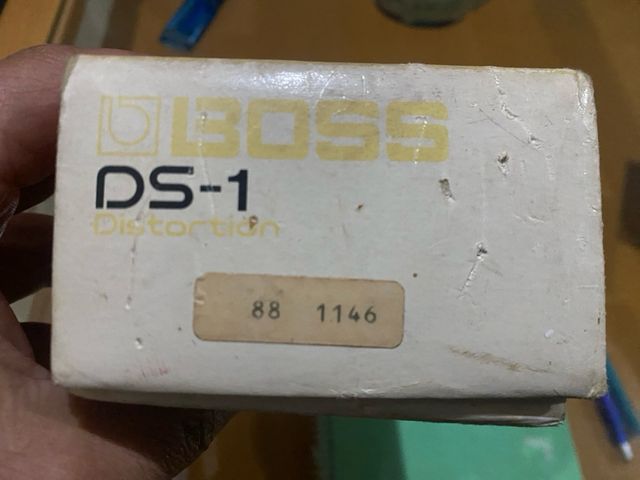 BOSS
DS-1
Distortion
88 1146